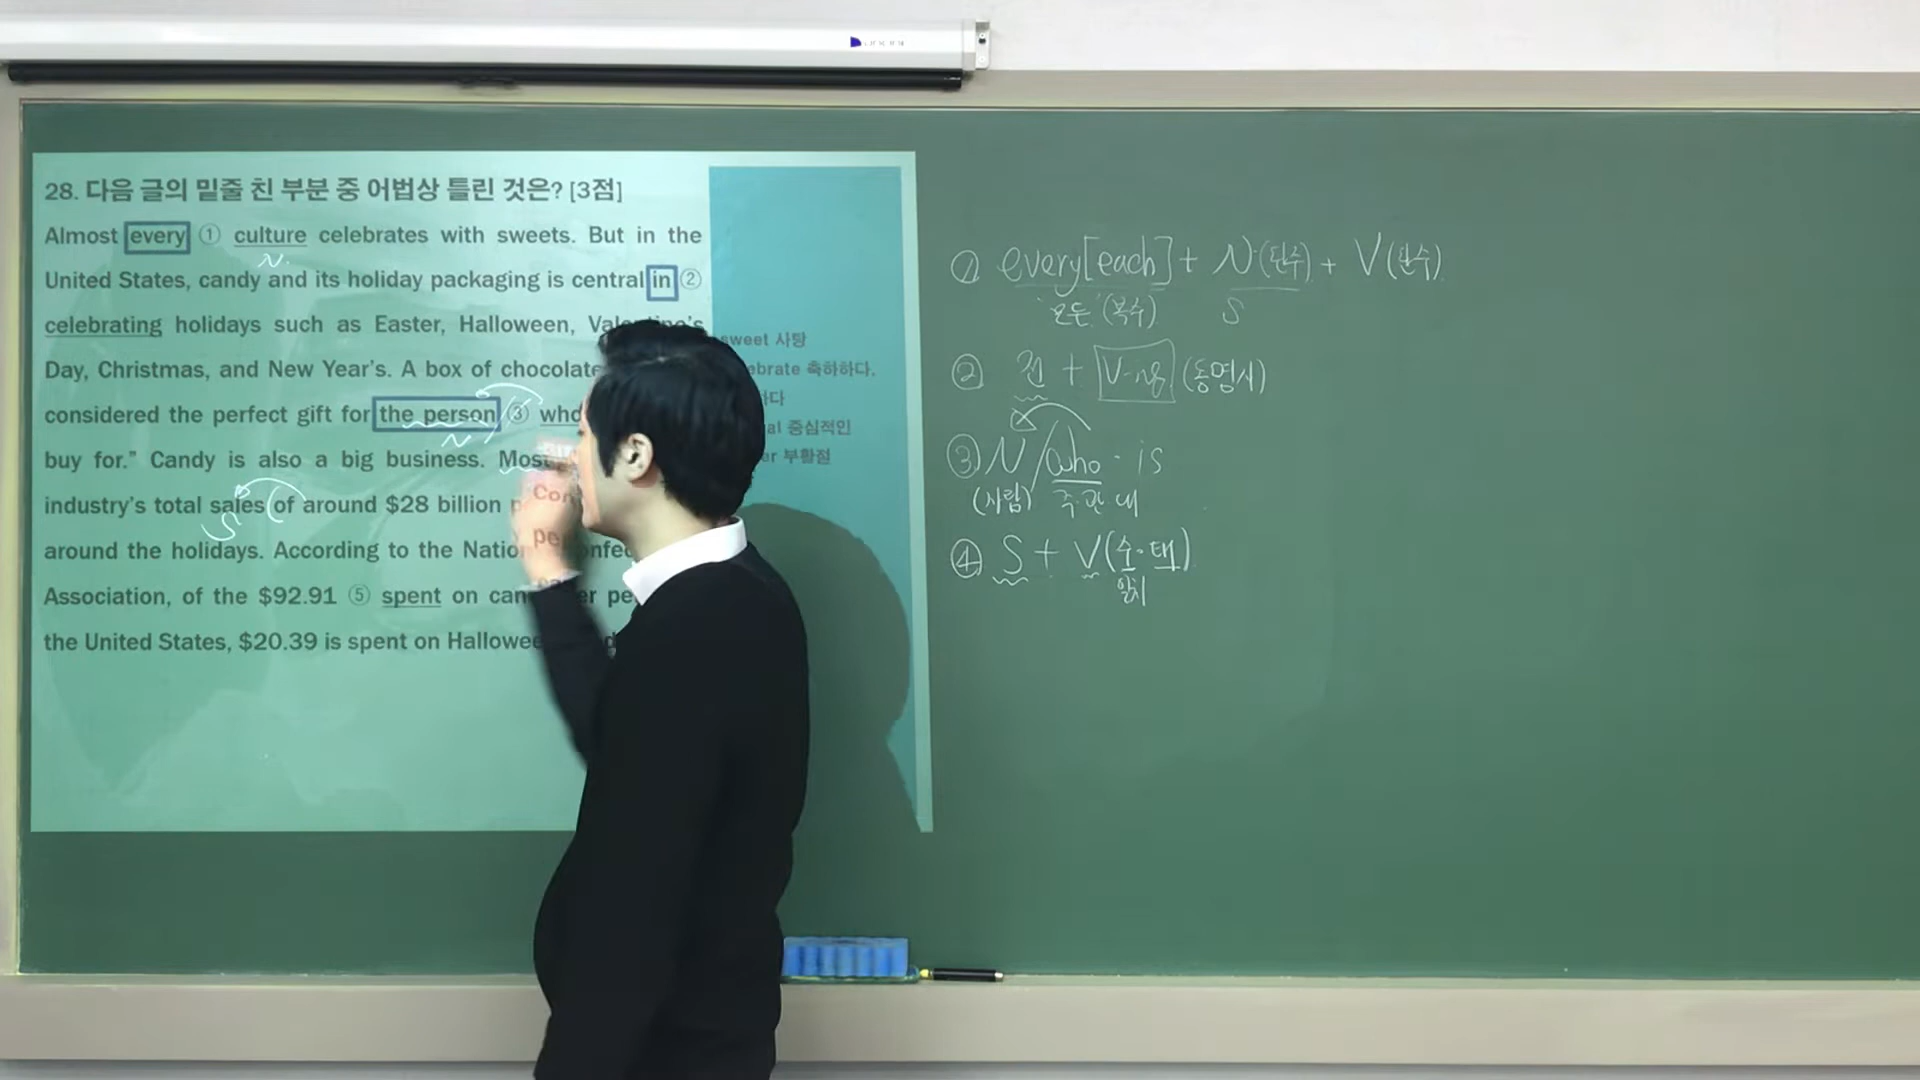 28. 다음 글의 밑줄 친 부분 중 어법상 틀린 것은? [3점]
Almost every ① culture celebrates with sweets. But in the
N.
United States, candy and its holiday packaging is central in ②
celebrating holidays such as Easter, Halloween,
Day, Christmas, and New Year's. A box of chocolate
considered the perfect gift for the person ③ who
N
buy for.” Candy is also a big business. Most
industry's total sales of around $28 billion
S
around the holidays. According to the
Association, of the $92.91 ⑤ spent on
the United States, $20.39 is spent on
sweet 사탕
축하하다.
중심적인
부활절
① every[each] + N(단수) + V(단수)
'모든' (복수) S
② 전 + V-ng (동명사)
③ N / who · is
(사람) 주·관·대
④ S + V(수·태)
일치